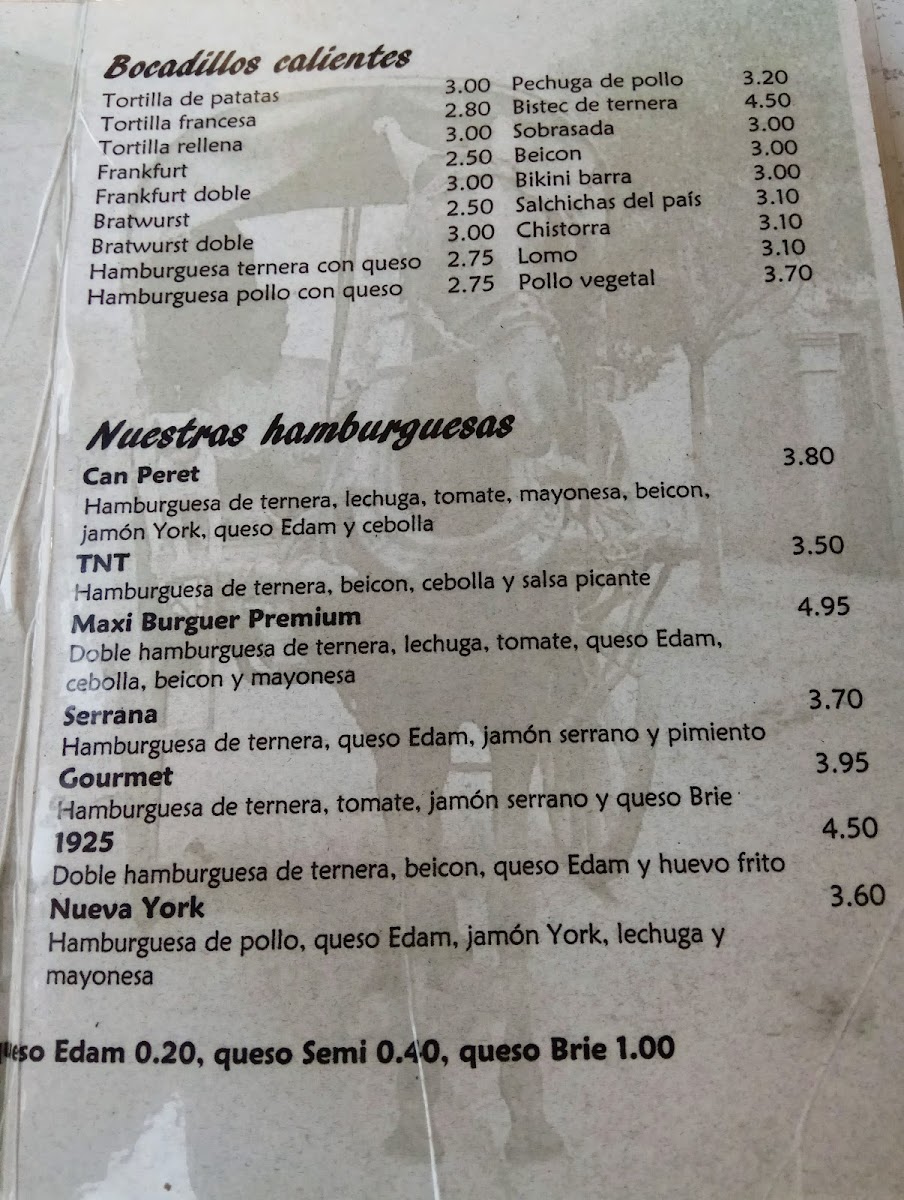 Bocadillos calientes
Tortilla de patatas 3.00 Pechuga de pollo 3.20
Tortilla francesa 2.80 Bistec de ternera 4.50
Tortilla rellena 3.00 Sobrasada 3.00
Frankfurt 2.50 Beicon 3.00
Frankfurt doble 3.00 Bikini barra 3.00
Bratwurst 2.50 Salchichas del país 3.10
Bratwurst doble 3.00 Chistorra 3.10
Hamburguesa ternera con queso 2.75 Lomo 3.10
Hamburguesa pollo con queso 2.75 Pollo vegetal 3.70
Nuestras hamburguesas
Can Peret 3.80
Hamburguesa de ternera, lechuga, tomate, mayonesa, beicon,
jamón York, queso Edam y cebolla
TNT 3.50
Hamburguesa de ternera, beicon, cebolla y salsa picante
Maxi Burguer Premium 4.95
Doble hamburguesa de ternera, lechuga, tomate, queso Edam,
cebolla, beicon y mayonesa
Serrana 3.70
Hamburguesa de ternera, queso Edam, jamón serrano y pimiento
Gourmet 3.95
Hamburguesa de ternera, tomate, jamón serrano y queso Brie
1925 4.50
Doble hamburguesa de ternera, beicon, queso Edam y huevo frito
Nueva York 3.60
Hamburguesa de pollo, queso Edam, jamón York, lechuga y
mayonesa
ueso Edam 0.20, queso Semi 0.40, queso Brie 1.00